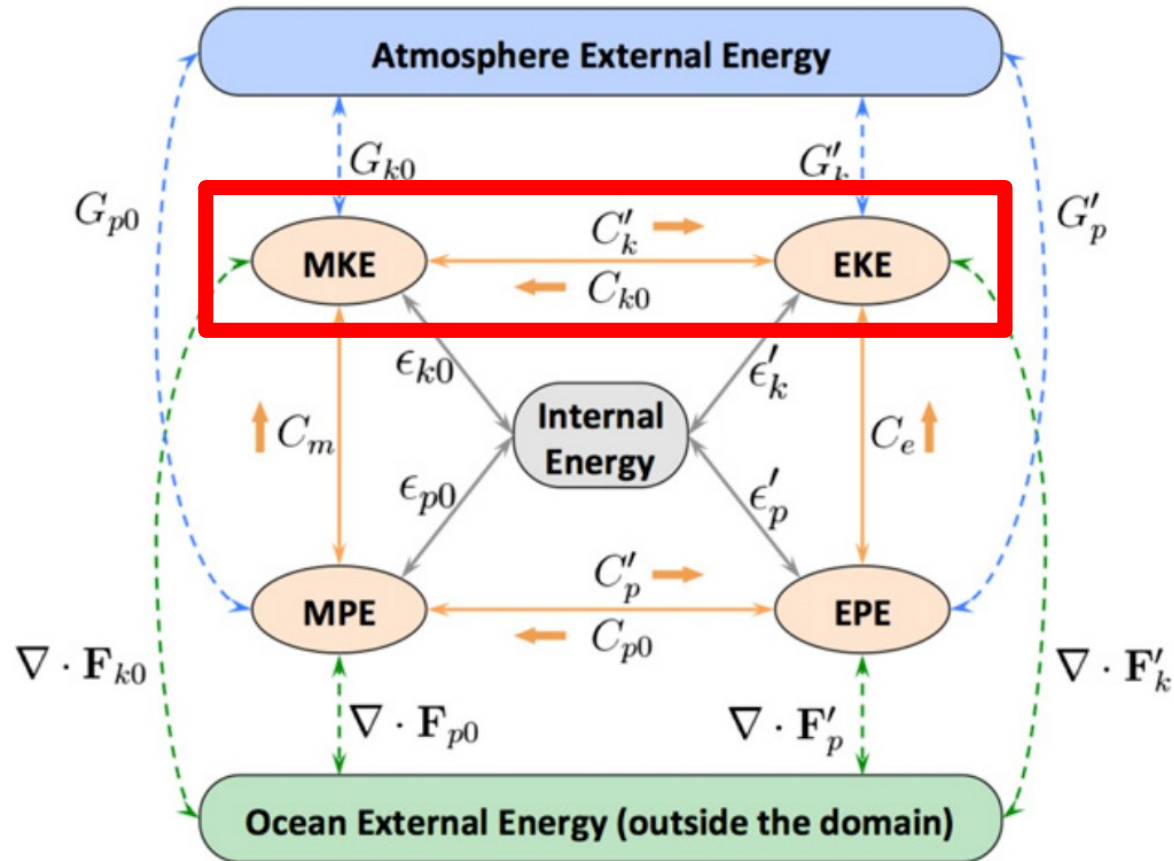 Atmosphere External Energy
G_{k0} G'_k
G_{p0} G'_p
MKE C'_k EKE
C_{k0}
ϵ_{k0} ϵ'_k
Internal
Energy
C_m C_e
ϵ_{p0} ϵ'_p
MPE C'_p EPE
C_{p0}
∇ · F_{k0} ∇ · F'_k
∇ · F_{p0} ∇ · F'_p
Ocean External Energy (outside the domain)